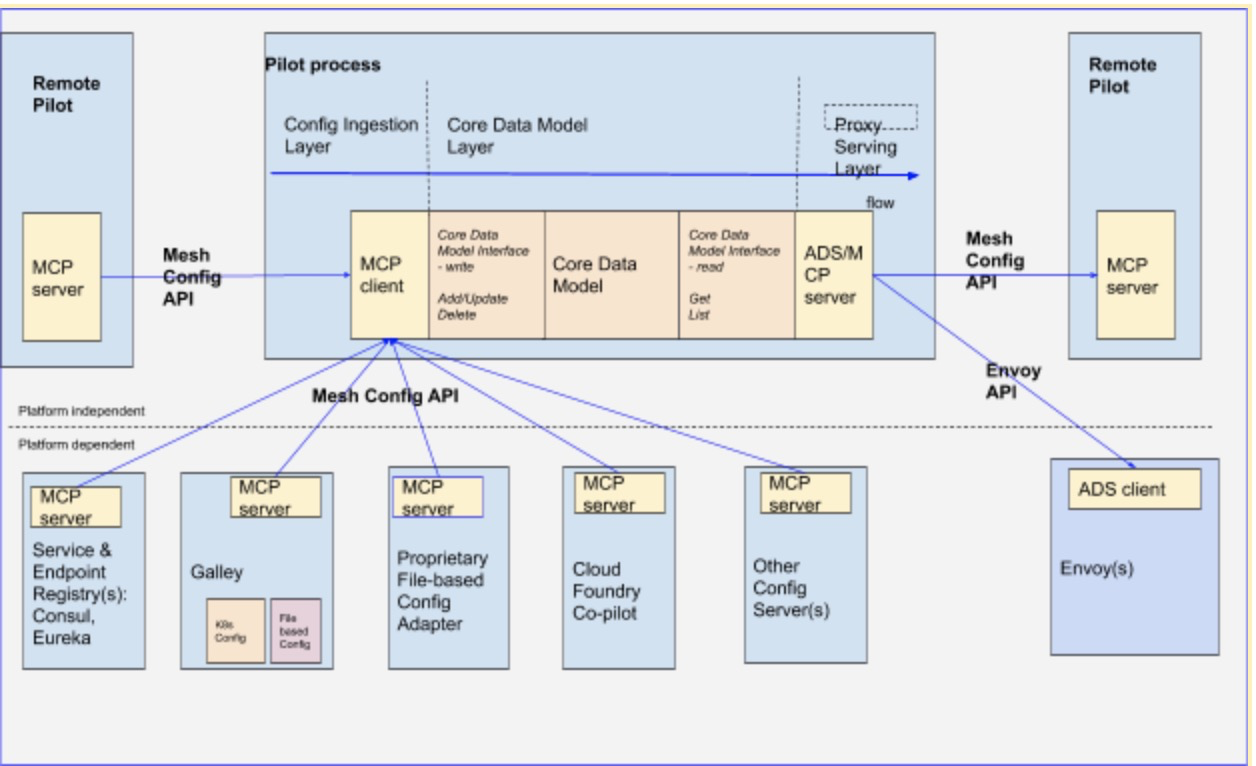 Remote
Pilot
MCP
server
Mesh
Config
API
Pilot process
Config Ingestion
Layer
Core Data Model
Layer
Proxy
Serving
Layer
flow
MCP
client
Core Data
Model Interface
- write
Add/Update
Delete
Core Data
Model
Core Data
Model Interface
- read
Get
List
ADS/M
CP
server
Mesh
Config
API
Remote
Pilot
MCP
server
Envoy
API
Mesh Config API
Platform independent
Platform dependent
MCP
server
Service &
Endpoint
Registry(s):
Consul,
Eureka
MCP
server
Galley
K8s
Config
File
based
Config
MCP
server
Proprietary
File-based
Config
Adapter
MCP
server
Cloud
Foundry
Co-pilot
MCP
server
Other
Config
Server(s)
ADS client
Envoy(s)